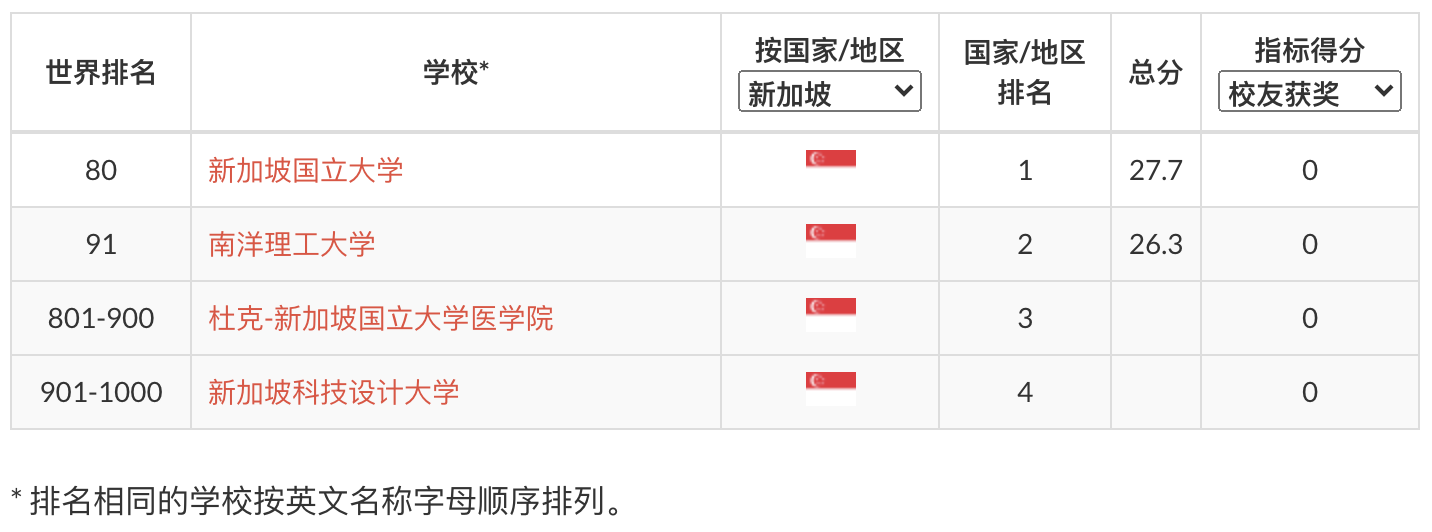 世界排名 学校* 按国家/地区 新加坡 国家/地区排名 总分 指标得分 校友获奖
80 新加坡国立大学 1 27.7 0
91 南洋理工大学 2 26.3 0
801-900 杜克-新加坡国立大学医学院 3 0
901-1000 新加坡科技设计大学 4 0
* 排名相同的学校按英文名称字母顺序排列。